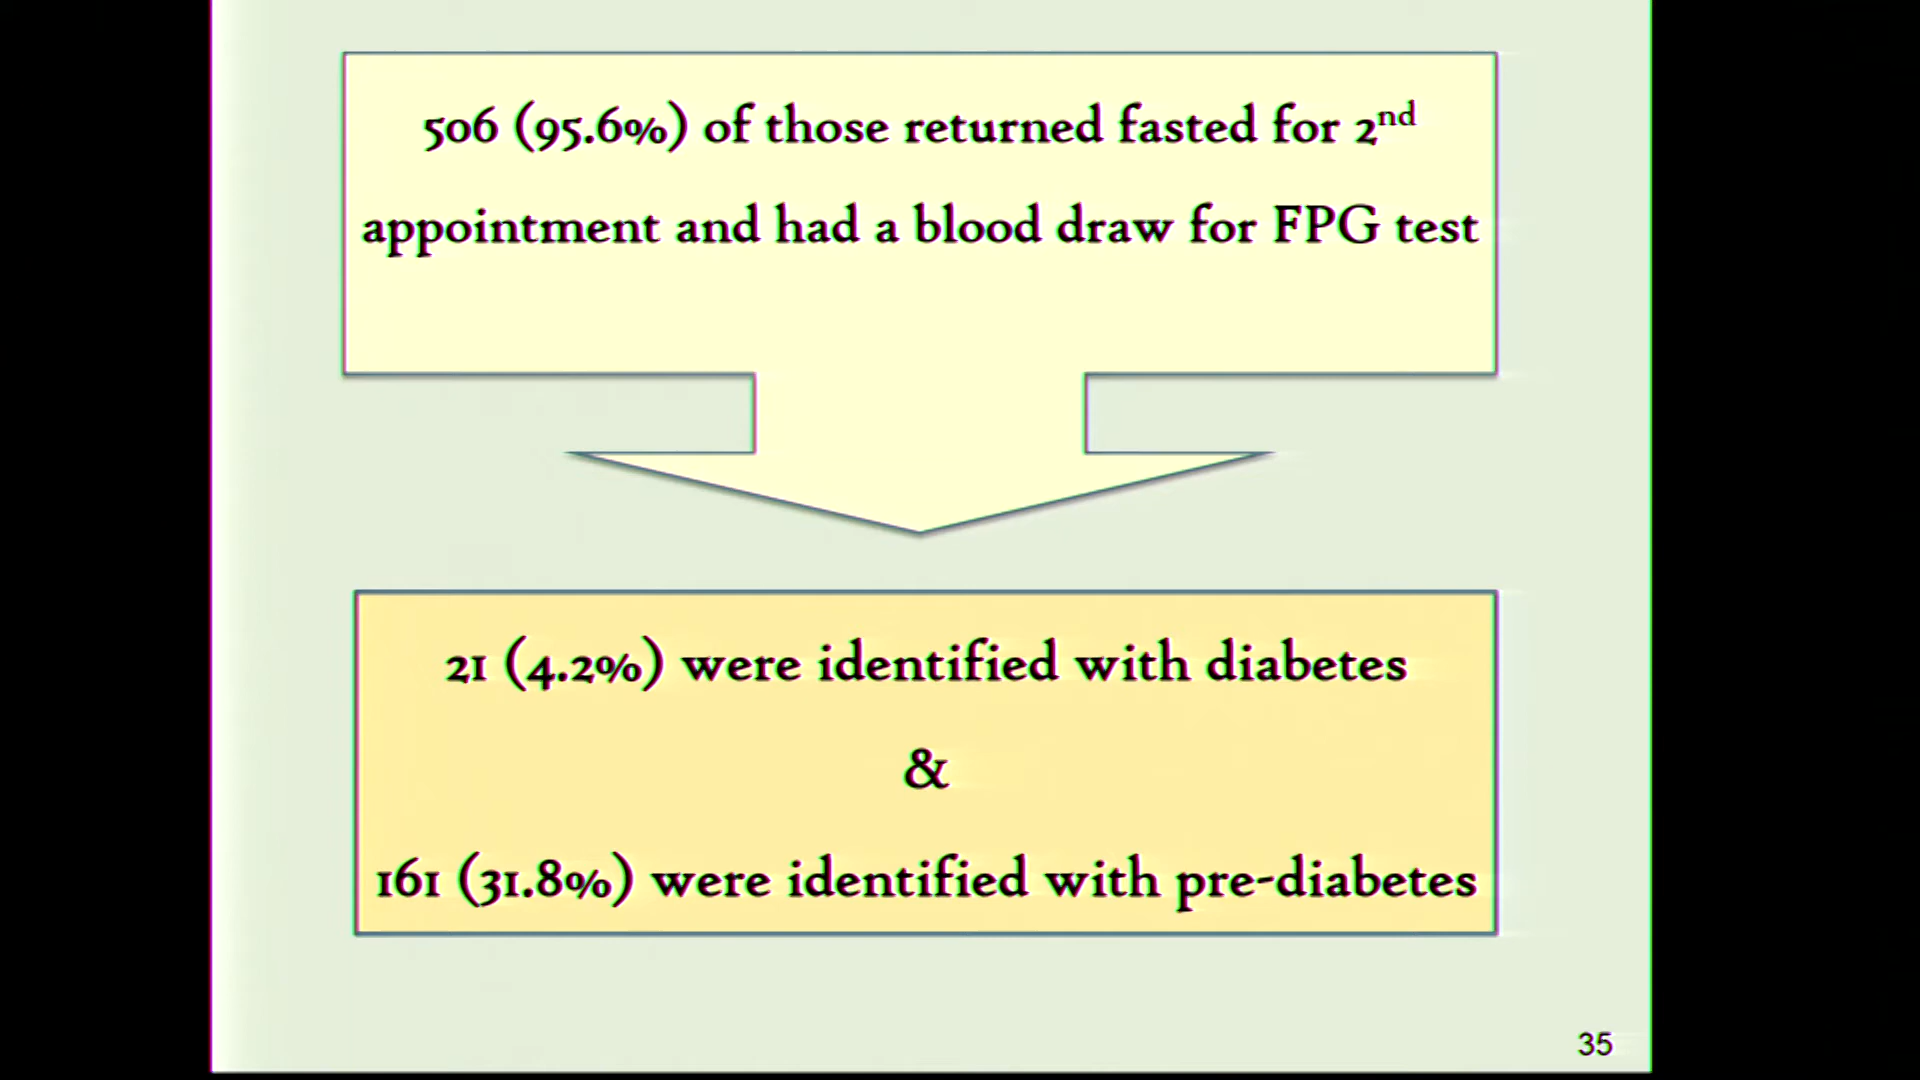 506 (95.6%) of those returned fasted for 2nd
appointment and had a blood draw for FPG test
21 (4.2%) were identified with diabetes
&
161 (31.8%) were identified with pre-diabetes
35